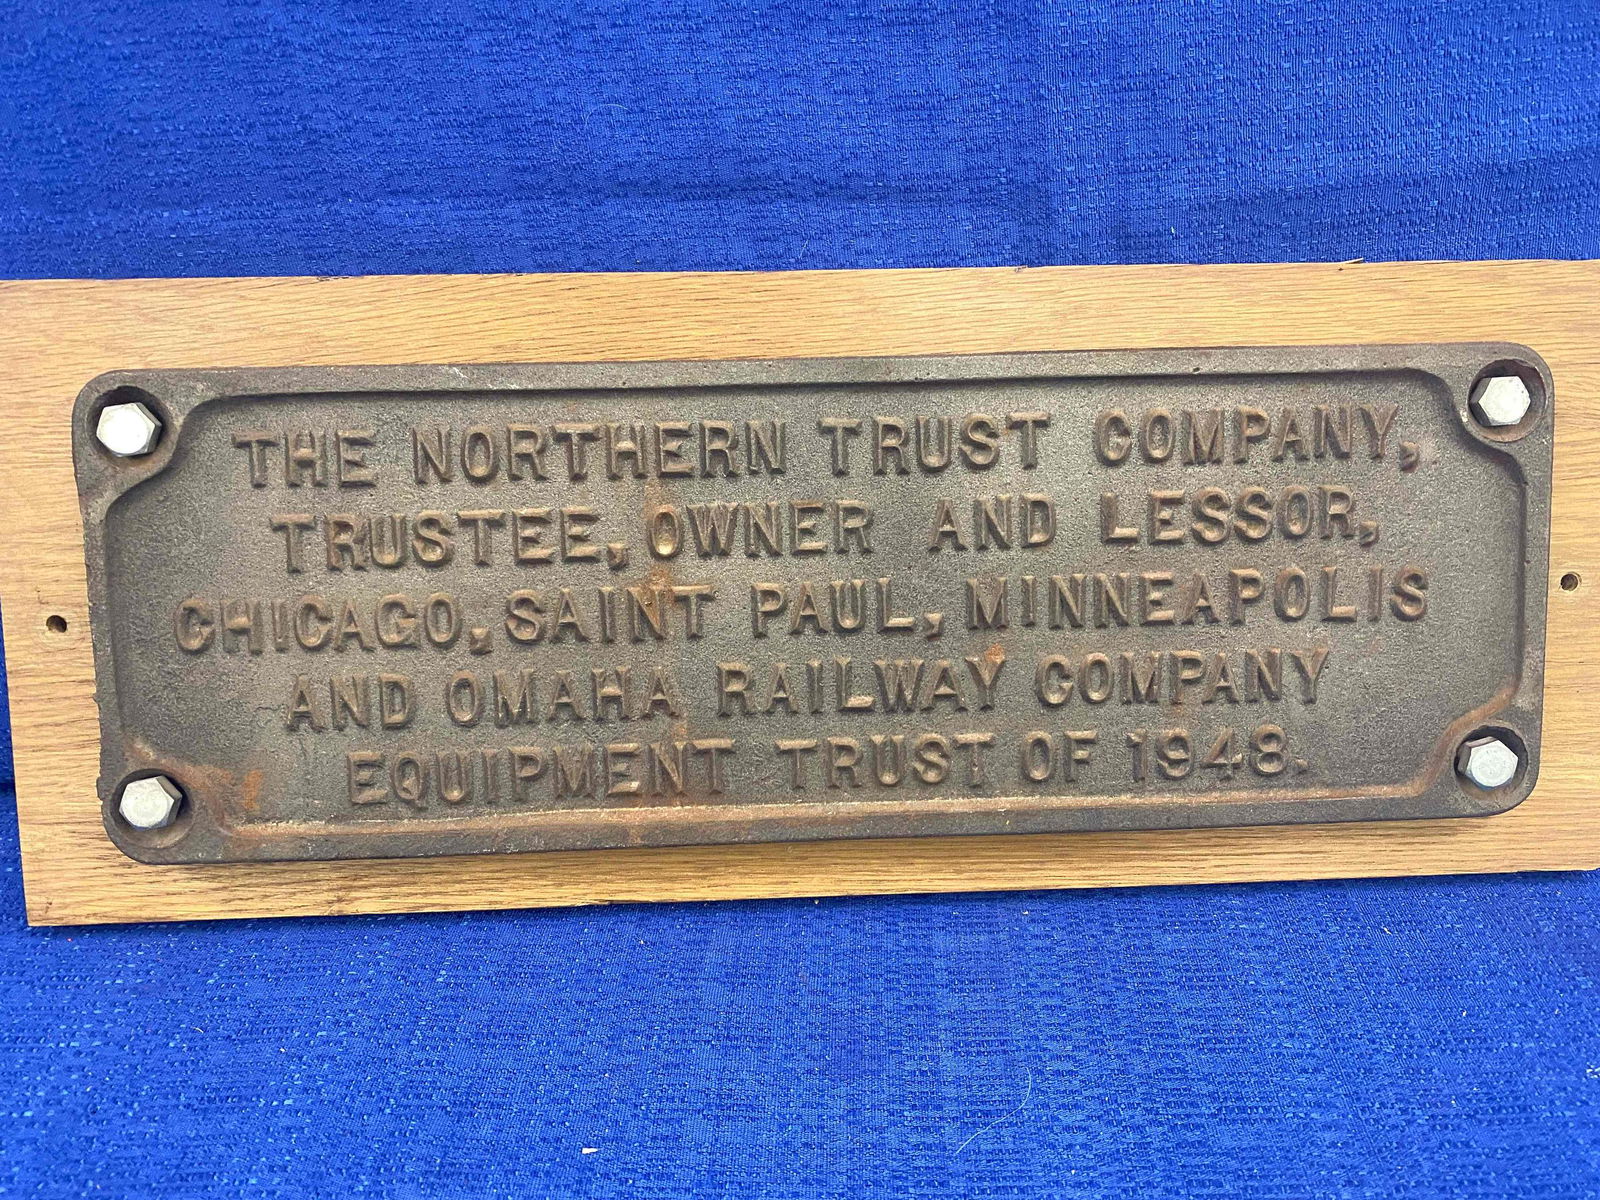 THE NORTHERN TRUST COMPANY,
TRUSTEE, OWNER AND LESSOR,
CHICAGO, SAINT PAUL, MINNEAPOLIS
AND OMAHA RAILWAY COMPANY
EQUIPMENT TRUST OF 1948.